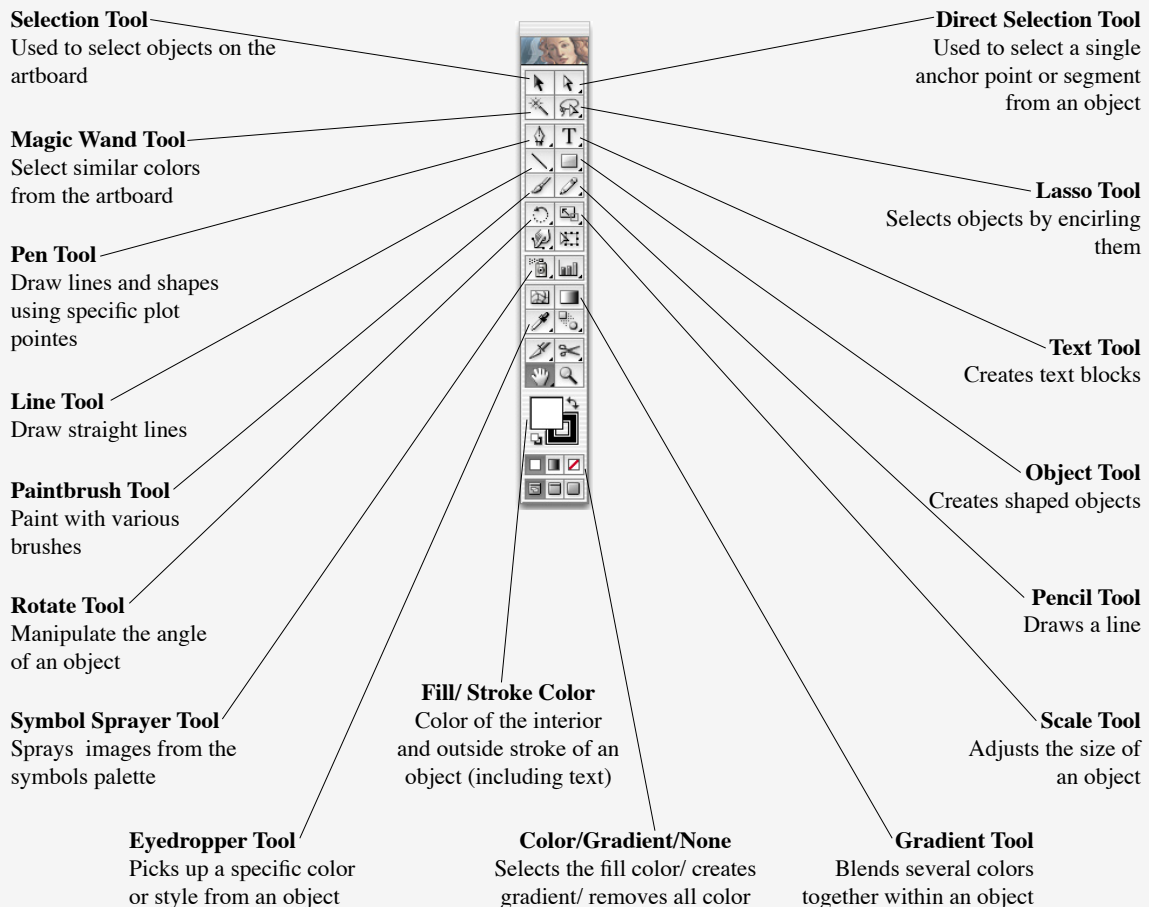 Selection Tool
Used to select objects on the
artboard
Magic Wand Tool
Select similar colors
from the artboard
Pen Tool
Draw lines and shapes
using specific plot
pointes
Line Tool
Draw straight lines
Paintbrush Tool
Paint with various
brushes
Rotate Tool
Manipulate the angle
of an object
Symbol Sprayer Tool
Sprays  images from the
symbols palette
Eyedropper Tool
Picks up a specific color
or style from an object
Fill/ Stroke Color
Color of the interior
and outside stroke of an
object (including text)
Color/Gradient/None
Selects the fill color/ creates
gradient/ removes all color
Direct Selection Tool
Used to select a single
anchor point or segment
from an object
Lasso Tool
Selects objects by encirling
them
Text Tool
Creates text blocks
Object Tool
Creates shaped objects
Pencil Tool
Draws a line
Scale Tool
Adjusts the size of
an object
Gradient Tool
Blends several colors
together within an object
T